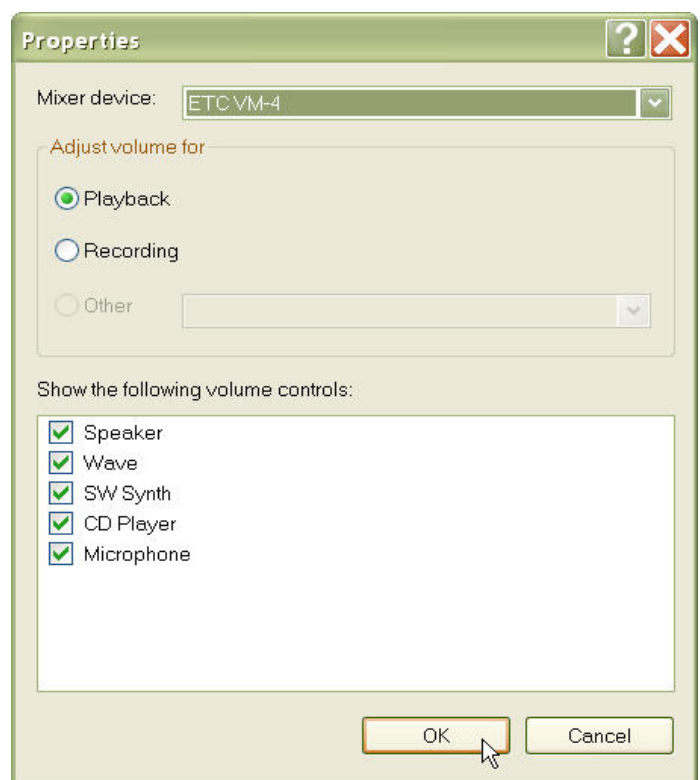 Properties
Mixer device: ETC VM-4
Adjust volume for
Playback
Recording
Other
Show the following volume controls:
Speaker
Wave
SW Synth
CD Player
Microphone
OK Cancel